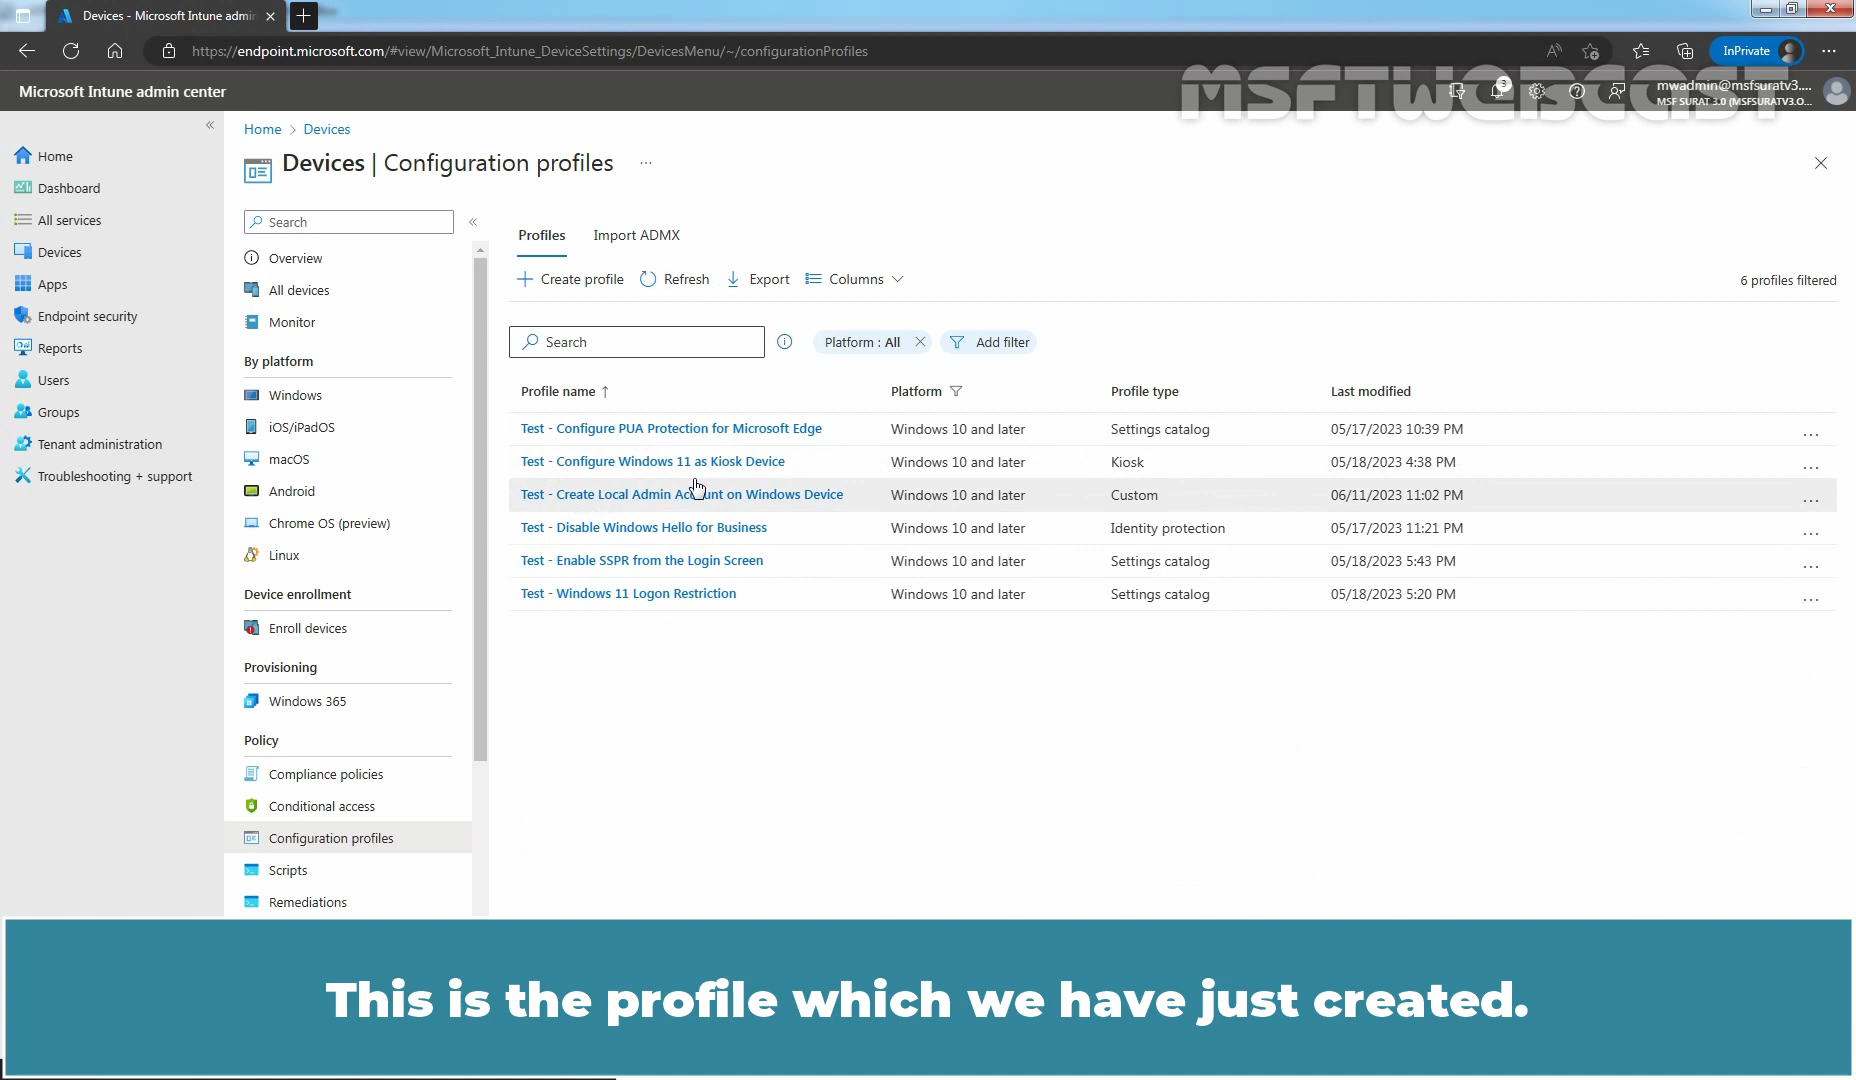 Devices - Microsoft Intune admin
https://endpoint.microsoft.com/#view/Microsoft_Intune_DeviceSettings/DevicesMenu/~/configurationProfiles
InPrivate
Microsoft Intune admin center
MSFTWEBCAST
3
mwadmin@msfsuratv3....
MSF SURAT 3.0 (MSFSURATV3.O...
Home
Dashboard
All services
Devices
Apps
Endpoint security
Reports
Users
Groups
Tenant administration
Troubleshooting + support
Home > Devices
Devices | Configuration profiles ...
Search
Overview
All devices
Monitor
By platform
Windows
iOS/iPadOS
macOS
Android
Chrome OS (preview)
Linux
Device enrollment
Enroll devices
Provisioning
Windows 365
Policy
Compliance policies
Conditional access
Configuration profiles
Scripts
Remediations
Profiles Import ADMX
Create profile Refresh Export Columns
6 profiles filtered
Search Platform : All Add filter
Profile name ↑ Platform Profile type Last modified
Test - Configure PUA Protection for Microsoft Edge Windows 10 and later Settings catalog 05/17/2023 10:39 PM ...
Test - Configure Windows 11 as Kiosk Device Windows 10 and later Kiosk 05/18/2023 4:38 PM ...
Test - Create Local Admin Account on Windows Device Windows 10 and later Custom 06/11/2023 11:02 PM ...
Test - Disable Windows Hello for Business Windows 10 and later Identity protection 05/17/2023 11:21 PM ...
Test - Enable SSPR from the Login Screen Windows 10 and later Settings catalog 05/18/2023 5:43 PM ...
Test - Windows 11 Logon Restriction Windows 10 and later Settings catalog 05/18/2023 5:20 PM ...
This is the profile which we have just created.